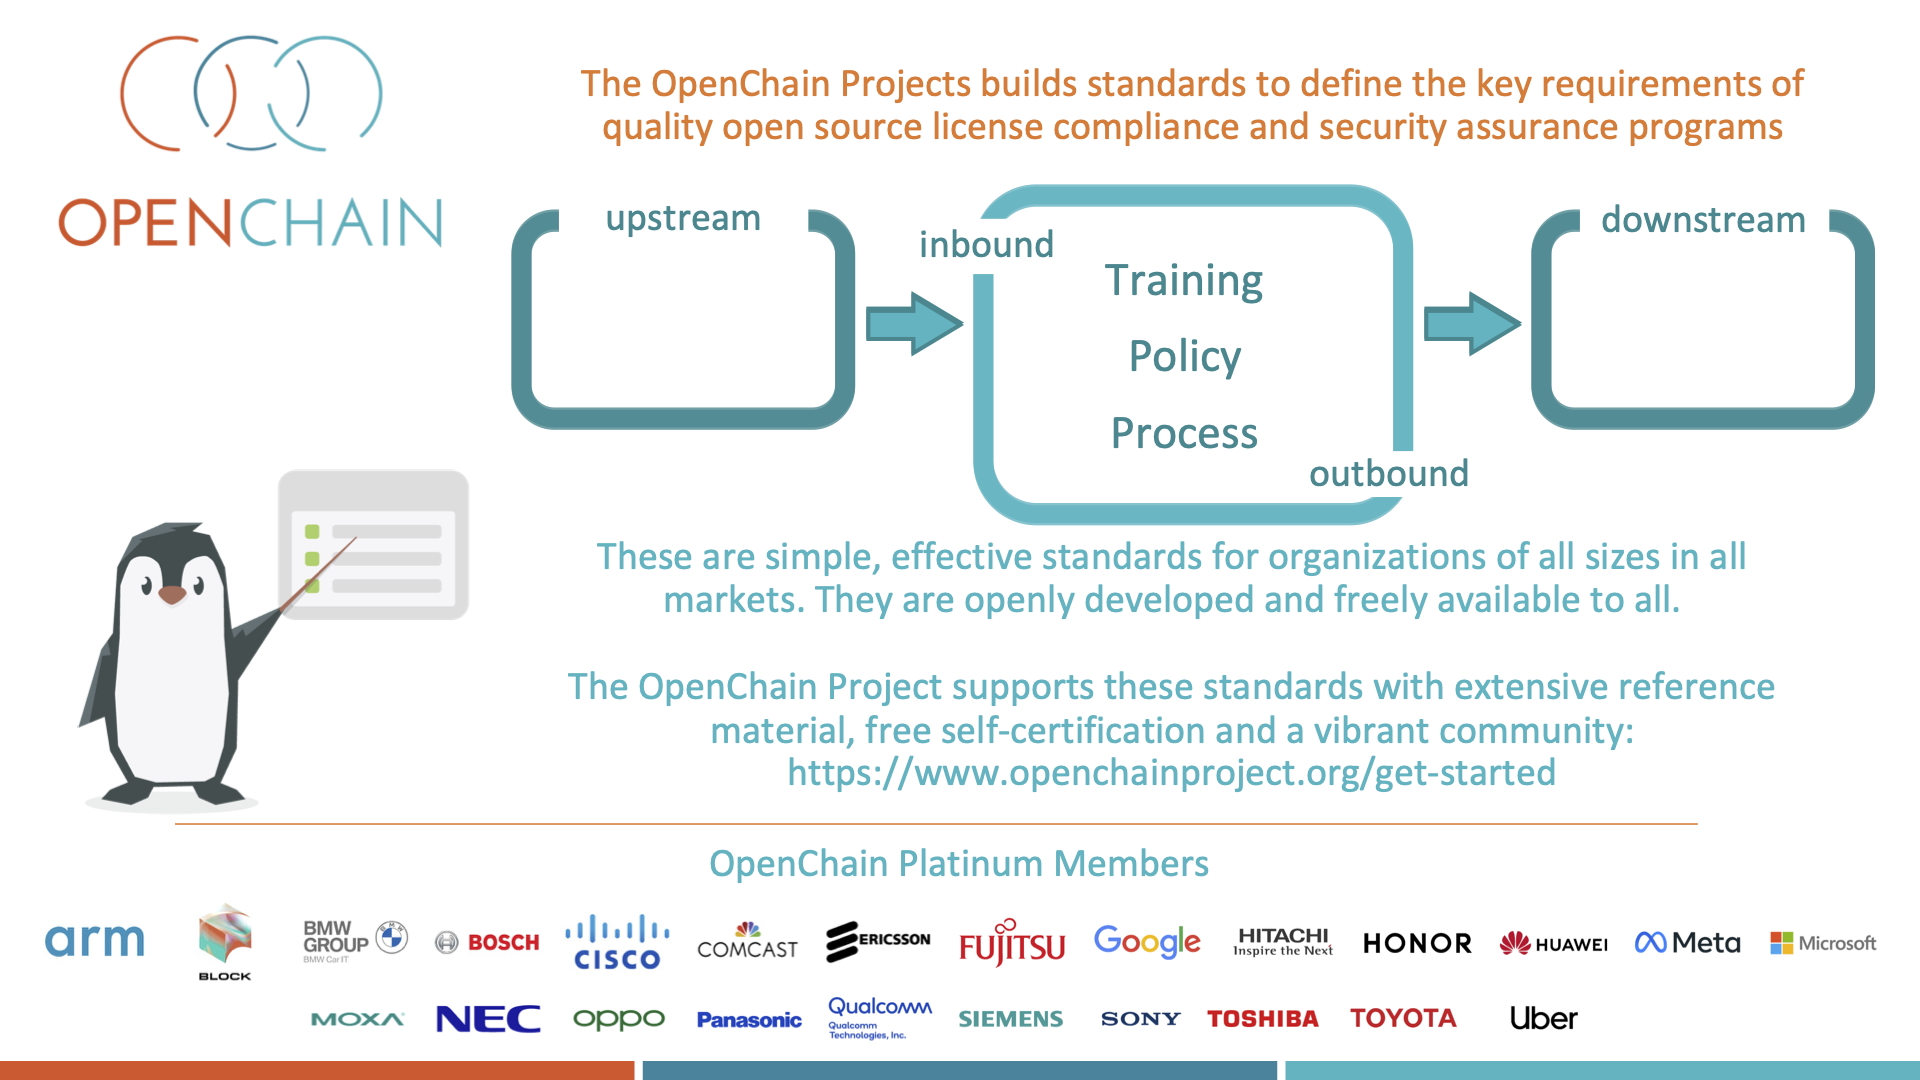 OPENCHAIN
The OpenChain Projects builds standards to define the key requirements of
quality open source license compliance and security assurance programs
upstream
inbound
Training
Policy
Process
outbound
downstream
These are simple, effective standards for organizations of all sizes in all
markets. They are openly developed and freely available to all.
The OpenChain Project supports these standards with extensive reference
material, free self-certification and a vibrant community:
https://www.openchainproject.org/get-started
OpenChain Platinum Members
arm
BLOCK
BMW
GROUP
BMW Car IT
BMW
BOSCH
CISCO
COMCAST
ERICSSON
FUJITSU
Google
HITACHI
Inspire the Next
HONOR
HUAWEI
Meta
Microsoft
MOXA
NEC
oppo
Panasonic
Qualcomm
Qualcomm
Technologies, Inc.
SIEMENS
SONY
TOSHIBA
TOYOTA
Uber